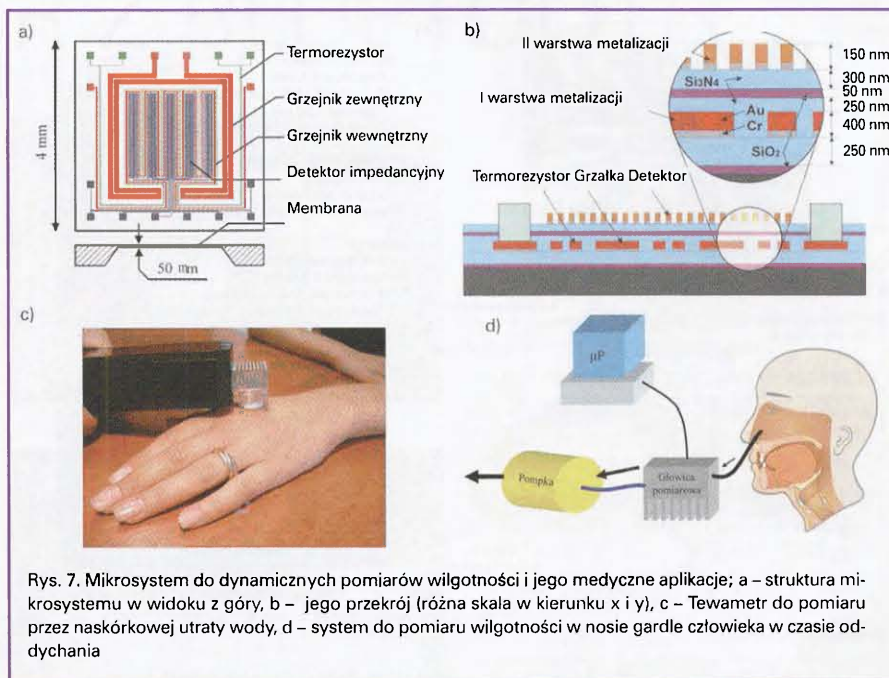 a)
4 mm
Termorezystor
Grzejnik zewnętrzny
Grzejnik wewnętrzny
Detektor impedancyjny
Membrana
50 mm
b)
II warstwa metalizacji
I warstwa metalizacji
Si3N4
Au
Cr
SiO2
150 nm
300 nm
50 nm
250 nm
400 nm
250 nm
Termorezystor Grzałka Detektor
c)
d)
µP
Pompka
Głowica
pomiarowa
Rys. 7. Mikrosystem do dynamicznych pomiarów wilgotności i jego medyczne aplikacje; a – struktura mi-
krosystemu w widoku z góry, b – jego przekrój (różna skala w kierunku x i y), c – Tewametr do pomiaru
przez naskórkowej utraty wody, d – system do pomiaru wilgotności w nosie gardle człowieka w czasie od-
dychania